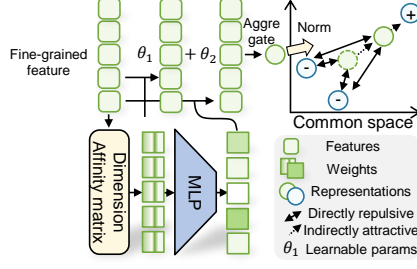 Fine-grained
feature
θ₁
+ θ₂
Aggre
gate
Norm
+
-
-
Common space
Dimension
Affinity matrix
MLP
Features
Weights
Representations
Directly repulsive
Indirectly attractive
θ₁ Learnable params